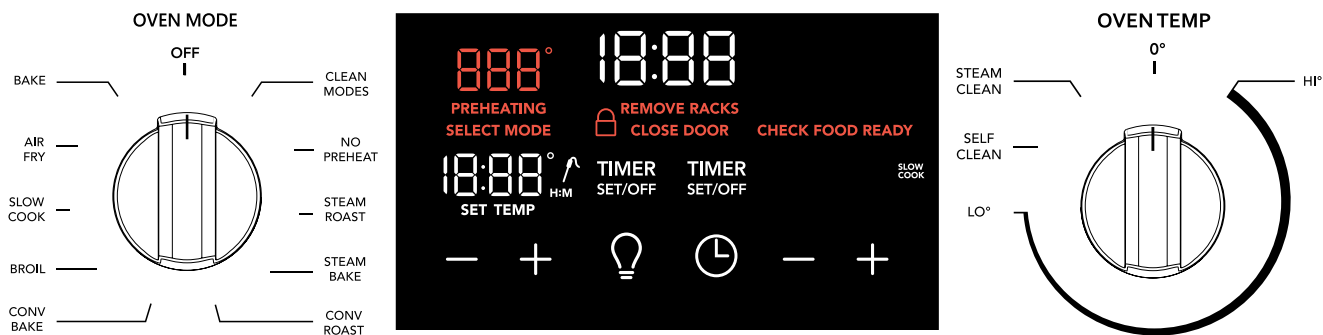 OVEN MODE
OFF
BAKE
AIR
FRY
SLOW
COOK
BROIL
CONV
BAKE
CLEAN
MODES
NO
PREHEAT
STEAM
ROAST
STEAM
BAKE
CONV
ROAST
888°
18:88
PREHEATING
SELECT MODE
REMOVE RACKS
CLOSE DOOR
CHECK FOOD READY
18:88°
H:M
SET TEMP
TIMER
SET/OFF
TIMER
SET/OFF
SLOW
COOK
— +
— +
OVEN TEMP
0°
STEAM
CLEAN
SELF
CLEAN
LO°
HI°